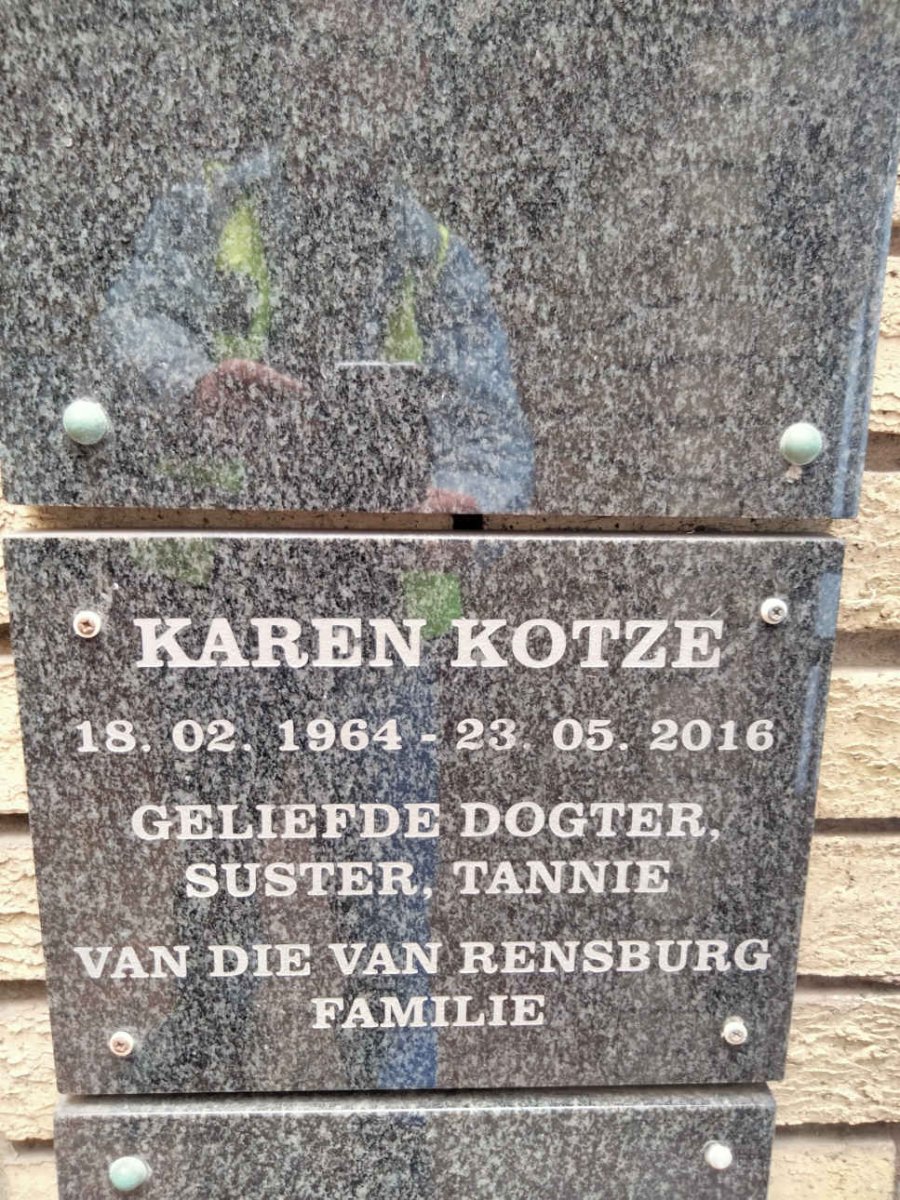 KAREN KOTZE
18. 02. 1964 - 23. 05. 2016
GELIEFDE DOGTER,
SUSTER, TANNIE
VAN DIE VAN RENSBURG
FAMILIE